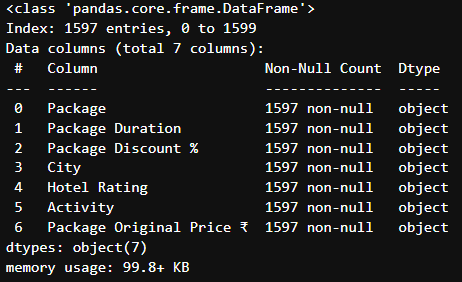 <class 'pandas.core.frame.DataFrame'>
Index: 1597 entries, 0 to 1599
Data columns (total 7 columns):
 #   Column                    Non-Null Count  Dtype
---  ------                    --------------  -----
 0   Package                   1597 non-null   object
 1   Package Duration          1597 non-null   object
 2   Package Discount %        1597 non-null   object
 3   City                      1597 non-null   object
 4   Hotel Rating              1597 non-null   object
 5   Activity                  1597 non-null   object
 6   Package Original Price ₹  1597 non-null   object
dtypes: object(7)
memory usage: 99.8+ KB